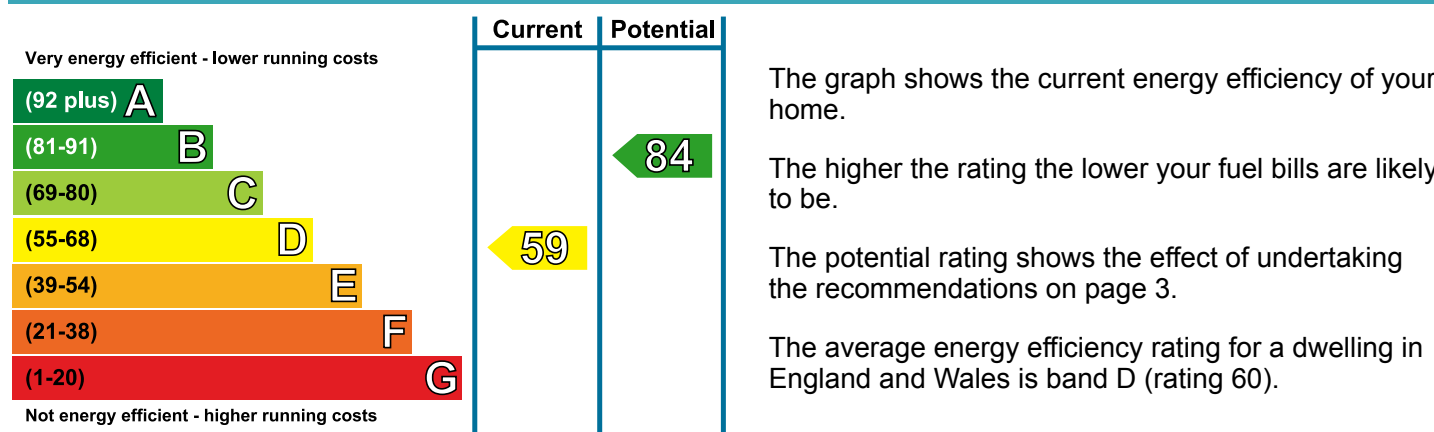 Current Potential
Very energy efficient - lower running costs
(92 plus) A
(81-91) B
(69-80) C
(55-68) D
(39-54) E
(21-38) F
(1-20) G
Not energy efficient - higher running costs
84
59
The graph shows the current energy efficiency of your
home.
The higher the rating the lower your fuel bills are likely
to be.
The potential rating shows the effect of undertaking
the recommendations on page 3.
The average energy efficiency rating for a dwelling in
England and Wales is band D (rating 60).